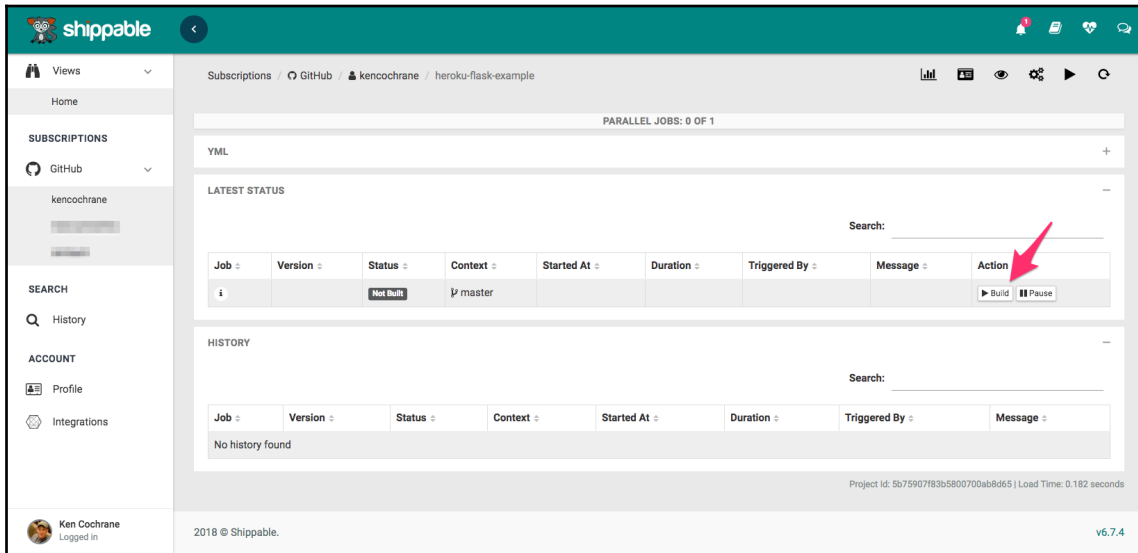 shippable
1
Views
Home
SUBSCRIPTIONS
GitHub
kencochrane
SEARCH
History
ACCOUNT
Profile
Integrations
Ken Cochrane
Logged in
Subscriptions / GitHub / kencochrane / heroku-flask-example
PARALLEL JOBS: 0 OF 1
YML
LATEST STATUS
Search:
Job Version Status Context Started At Duration Triggered By Message Action
Not Built master Build Pause
HISTORY
Search:
Job Version Status Context Started At Duration Triggered By Message
No history found
Project Id: 5b75907f83b5800700ab8d65 | Load Time: 0.182 seconds
2018 © Shippable. v6.7.4